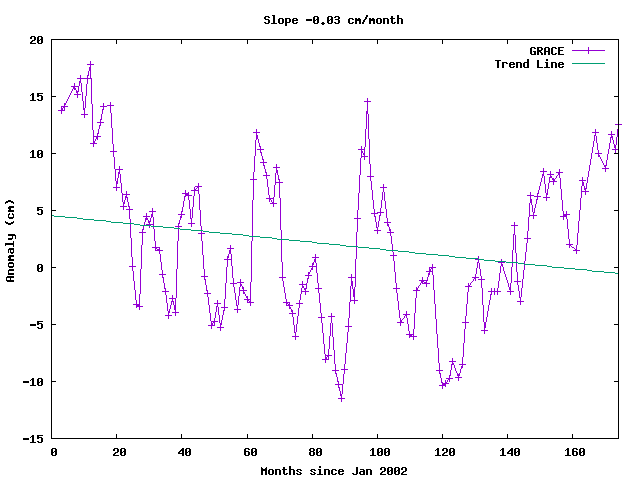 Slope -0.03 cm/month
GRACE
Trend Line
20
15
10
5
0
-5
-10
-15
Anomaly (cm)
0 20 40 60 80 100 120 140 160
Months since Jan 2002